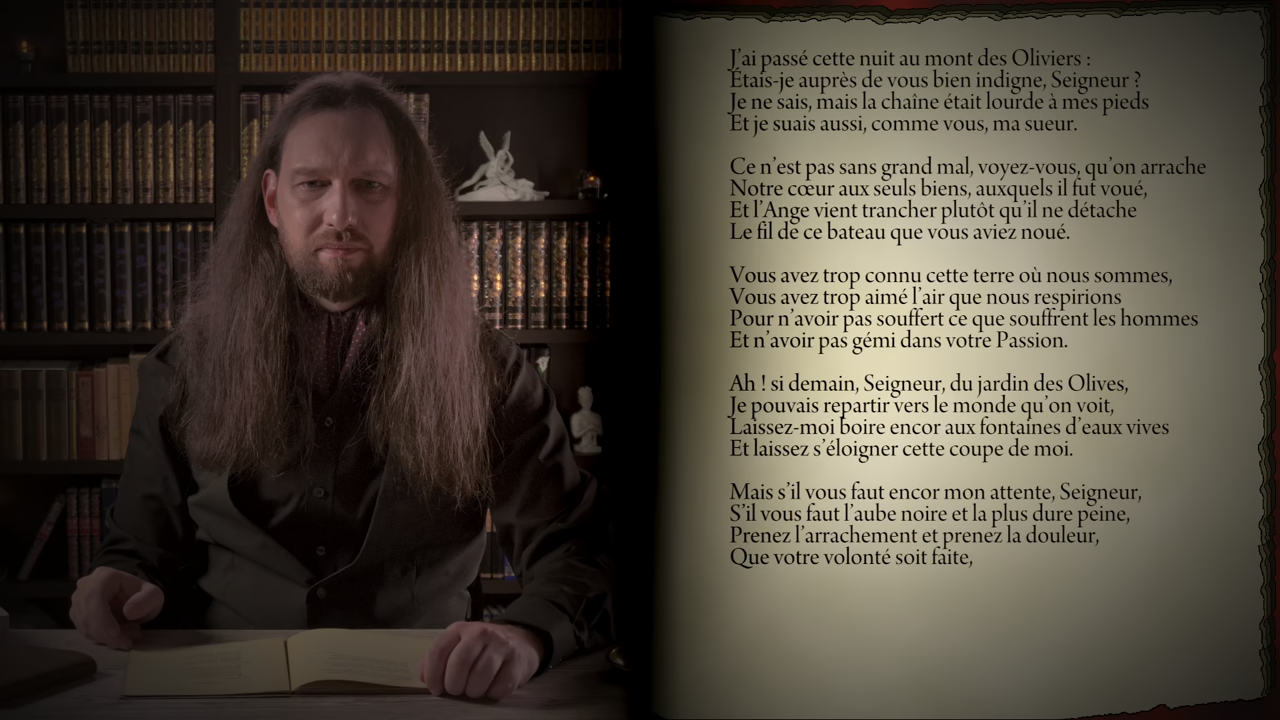 J'ai passé cette nuit au mont des Oliviers :
Étais-je auprès de vous bien indigne, Seigneur ?
Je ne sais, mais la chaîne était lourde à mes pieds
Et je suais aussi, comme vous, ma sueur.
Ce n'est pas sans grand mal, voyez-vous, qu'on arrache
Notre cœur aux seuls biens, auxquels il fut voué,
Et l'Ange vient trancher plutôt qu'il ne détache
Le fil de ce bateau que vous aviez noué.
Vous avez trop connu cette terre où nous sommes,
Vous avez trop aimé l'air que nous respirions
Pour n'avoir pas souffert ce que souffrent les hommes
Et n'avoir pas gémi dans votre Passion.
Ah ! si demain, Seigneur, du jardin des Olives,
Je pouvais repartir vers le monde qu'on voit,
Laissez-moi boire encor aux fontaines d'eaux vives
Et laissez s'éloigner cette coupe de moi.
Mais s'il vous faut encor mon attente, Seigneur,
S'il vous faut l'aube noire et la plus dure peine,
Prenez l'arrachement et prenez la douleur,
Que votre volonté soit faite,